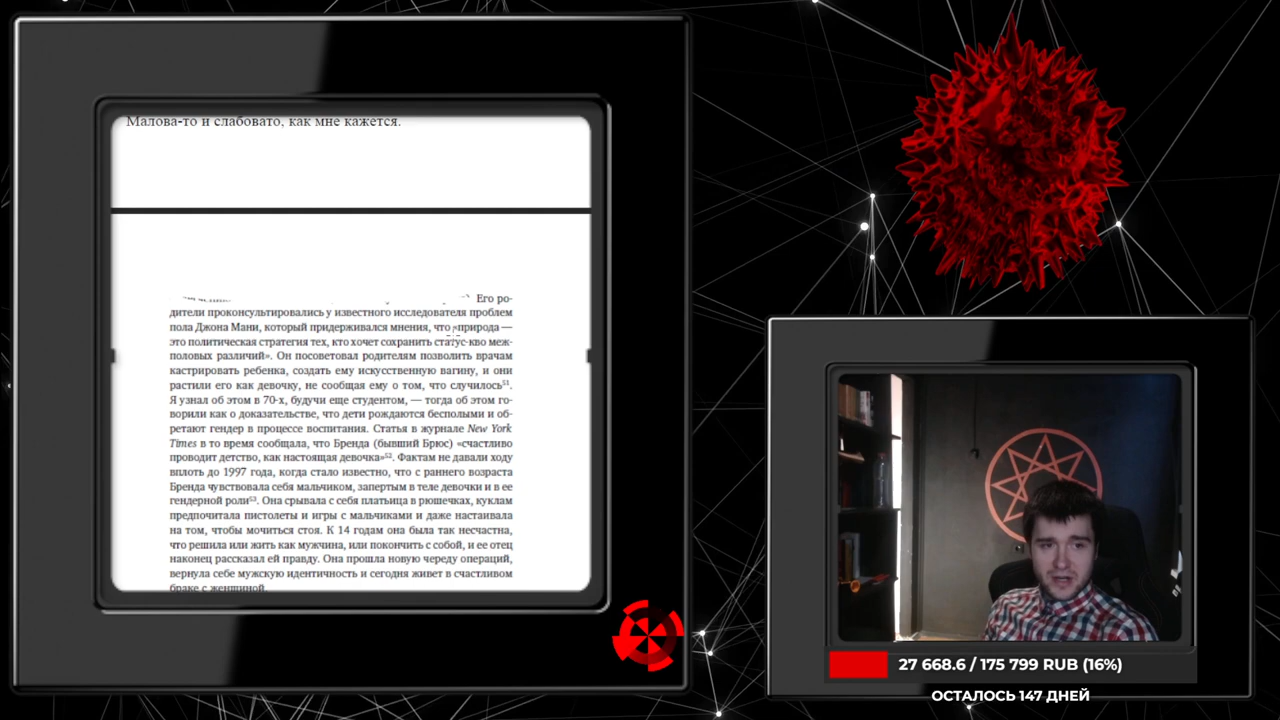 Малова-то и слабовато, как мне кажется.
Его ро-
дители проконсультировались у известного исследователя проблем
пола Джона Мани, который придерживался мнения, что «природа —
это политическая стратегия тех, кто хочет сохранить статус-кво меж-
половых различий». Он посоветовал родителям позволить врачам
кастрировать ребенка, создать ему искусственную вагину, и они
растили его как девочку, не сообщая ему о том, что случилось⁵¹.
Я узнал об этом в 70-х, будучи еще студентом, — тогда об этом го-
ворили как о доказательстве, что дети рождаются бесполыми и об-
ретают гендер в процессе воспитания. Статья в журнале New York
Times в то время сообщала, что Бренда (бывший Брюс) «счастливо
проводит детство, как настоящая девочка»⁵². Фактам не давали ходу
вплоть до 1997 года, когда стало известно, что с раннего возраста
Бренда чувствовала себя мальчиком, запертым в теле девочки и в ее
гендерной роли⁵³. Она срывала с себя платьица в рюшечках, куклам
предпочитала пистолеты и игры с мальчиками и даже настаивала
на том, чтобы мочиться стоя. К 14 годам она была так несчастна,
что решила или жить как мужчина, или покончить с собой, и ее отец
наконец рассказал ей правду. Она прошла новую череду операций,
вернула себе мужскую идентичность и сегодня живет в счастливом
браке с женщиной.
27 668.6 / 175 799 RUB (16%)
ОСТАЛОСЬ 147 ДНЕЙ